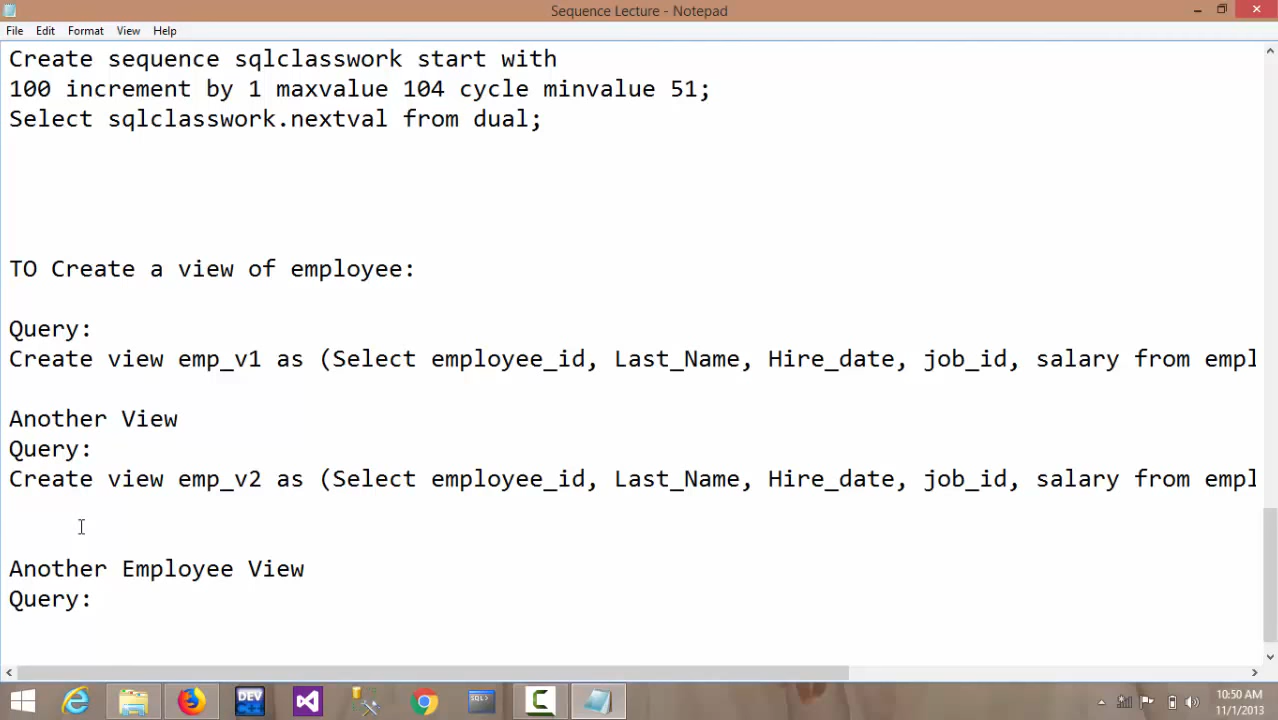 Sequence Lecture - Notepad
File Edit Format View Help
Create sequence sqlclasswork start with
100 increment by 1 maxvalue 104 cycle minvalue 51;
Select sqlclasswork.nextval from dual;
TO Create a view of employee:
Query:
Create view emp_v1 as (Select employee_id, Last_Name, Hire_date, job_id, salary from empl
Another View
Query:
Create view emp_v2 as (Select employee_id, Last_Name, Hire_date, job_id, salary from empl
Another Employee View
Query:
DEV
SQL>
10:50 AM
11/1/2013